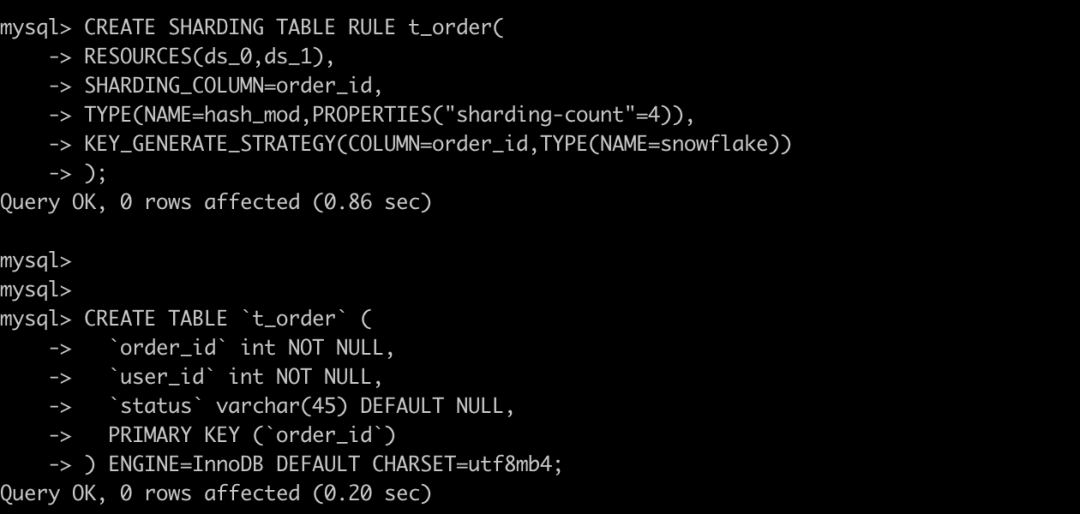 mysql> CREATE SHARDING TABLE RULE t_order(
    -> RESOURCES(ds_0,ds_1),
    -> SHARDING_COLUMN=order_id,
    -> TYPE(NAME=hash_mod,PROPERTIES("sharding-count"=4)),
    -> KEY_GENERATE_STRATEGY(COLUMN=order_id,TYPE(NAME=snowflake))
    -> );
Query OK, 0 rows affected (0.86 sec)

mysql>
mysql>
mysql> CREATE TABLE `t_order` (
    ->   `order_id` int NOT NULL,
    ->   `user_id` int NOT NULL,
    ->   `status` varchar(45) DEFAULT NULL,
    ->   PRIMARY KEY (`order_id`)
    -> ) ENGINE=InnoDB DEFAULT CHARSET=utf8mb4;
Query OK, 0 rows affected (0.20 sec)